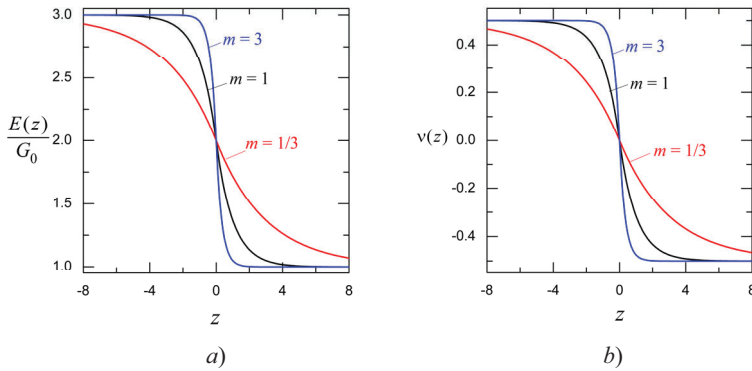 3.0
2.5
2.0
1.5
1.0
E(z)
G₀
m = 3
m = 1
m = 1/3
-8 -4 0 4 8
z
a)
0.4
0.2
0.0
-0.2
-0.4
ν(z)
m = 3
m = 1
m = 1/3
-8 -4 0 4 8
z
b)